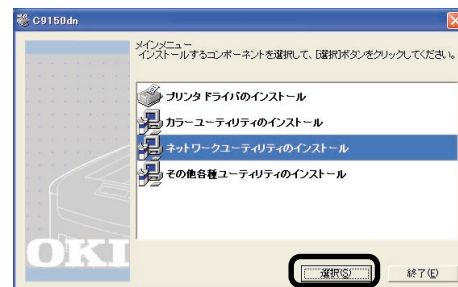 C9150dn
メインメニュー
インストールするコンポーネントを選択して、[選択]ボタンをクリックしてください。
プリンタドライバのインストール
カラーユーティリティのインストール
ネットワークユーティリティのインストール
その他各種ユーティリティのインストール
OKI
選択(S)
終了(E)